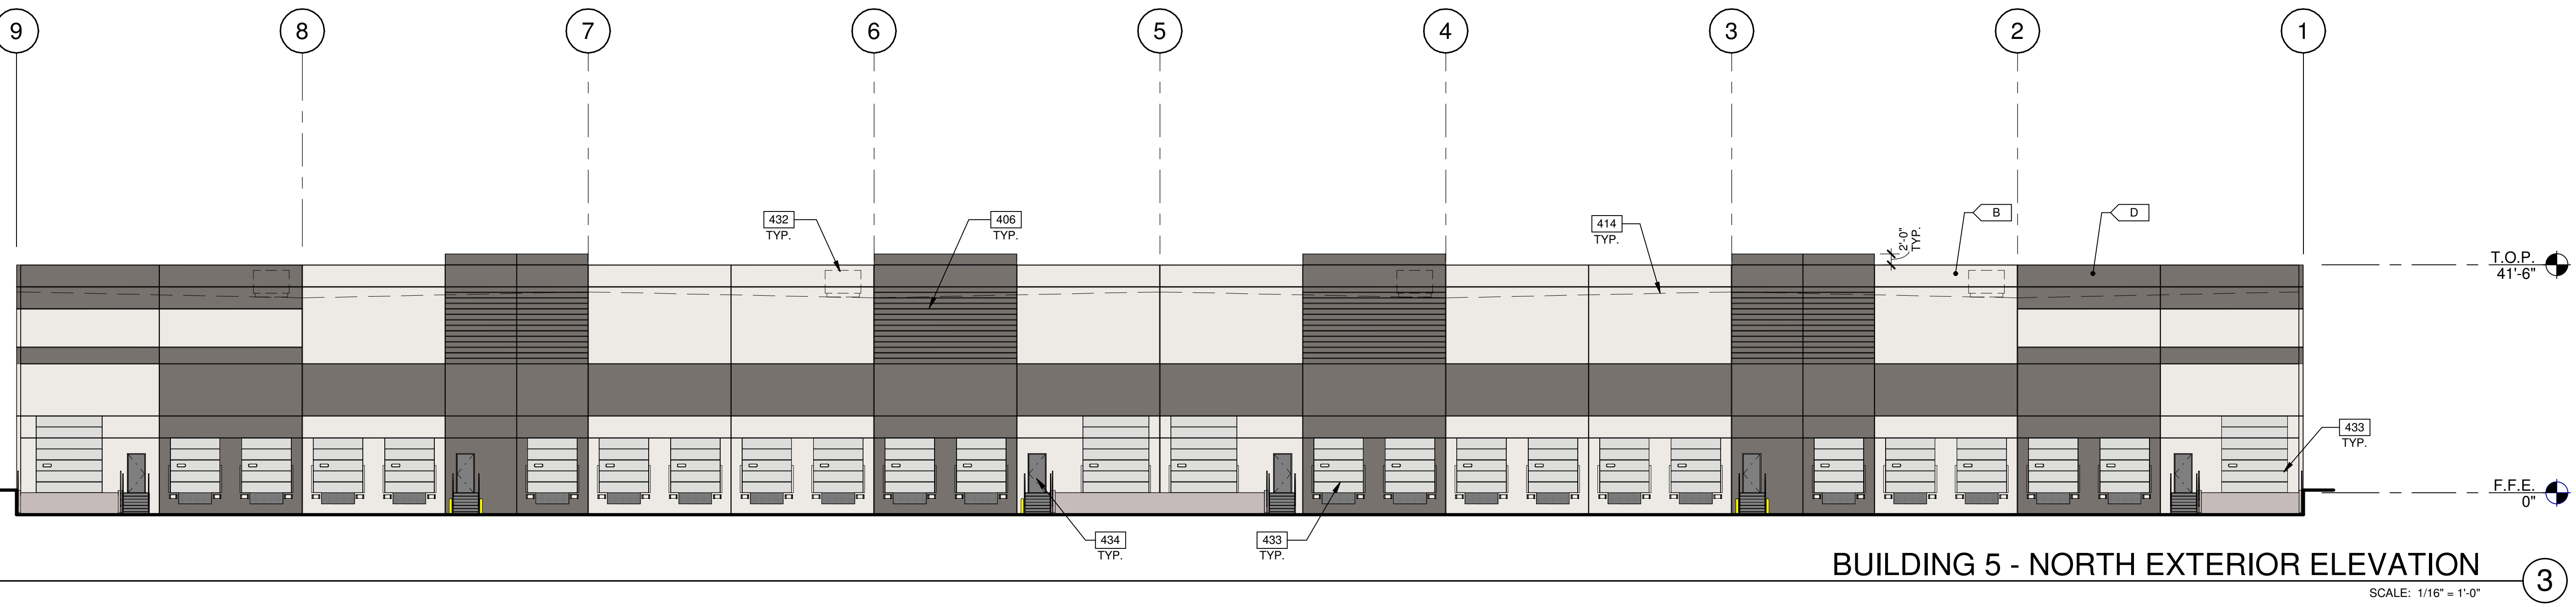 9 8 7 6 5 4 3 2 1
432
TYP.
406
TYP.
414
TYP.
2'-0"
TYP.
B
D
T.O.P.
41'-6"
433
TYP.
F.F.E.
0"
434
TYP.
433
TYP.
BUILDING 5 - NORTH EXTERIOR ELEVATION
3
SCALE: 1/16" = 1'-0"